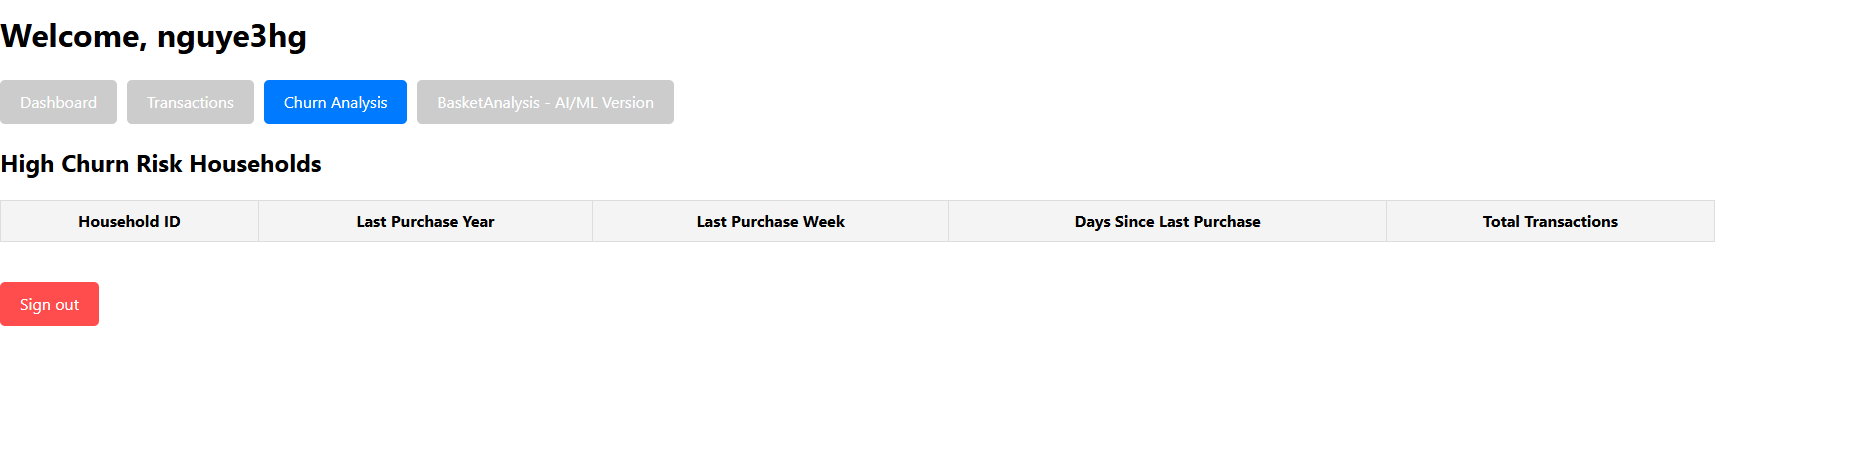 Welcome, nguye3hg
Dashboard Transactions Churn Analysis BasketAnalysis - AI/ML Version
High Churn Risk Households
Household ID Last Purchase Year Last Purchase Week Days Since Last Purchase Total Transactions
Sign out